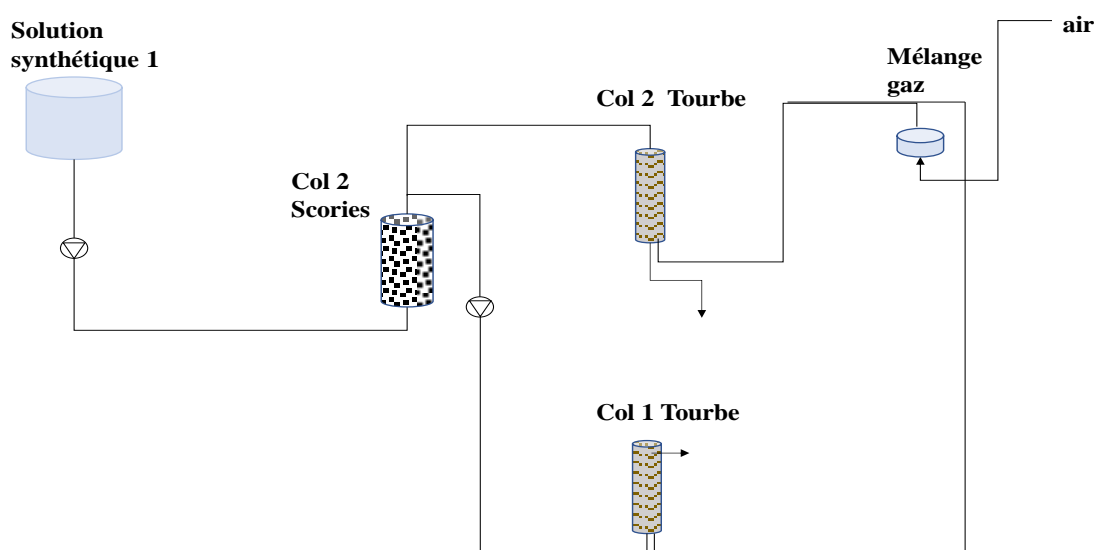 Solution
synthétique 1
air
Mélange
gaz
Col 2 Tourbe
Col 2
Scories
Col 1 Tourbe